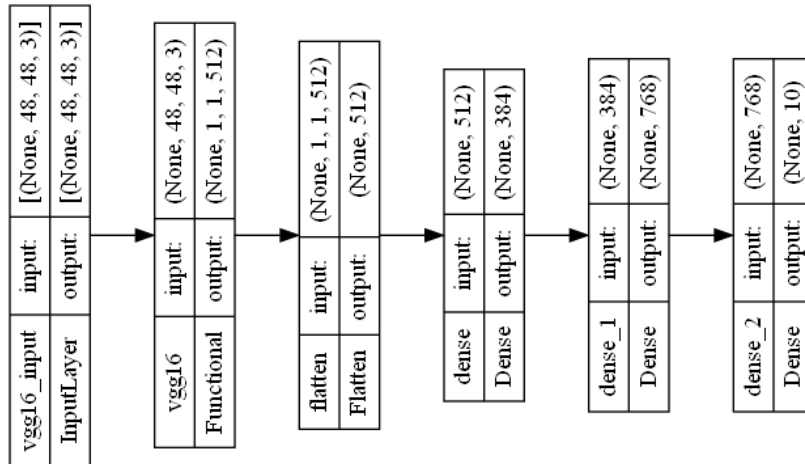 vgg16_input input: [(None, 48, 48, 3)]
InputLayer output: [(None, 48, 48, 3)]
vgg16 input: (None, 48, 48, 3)
Functional output: (None, 1, 1, 512)
flatten input: (None, 1, 1, 512)
Flatten output: (None, 512)
dense input: (None, 512)
Dense output: (None, 384)
dense_1 input: (None, 384)
Dense output: (None, 768)
dense_2 input: (None, 768)
Dense output: (None, 10)